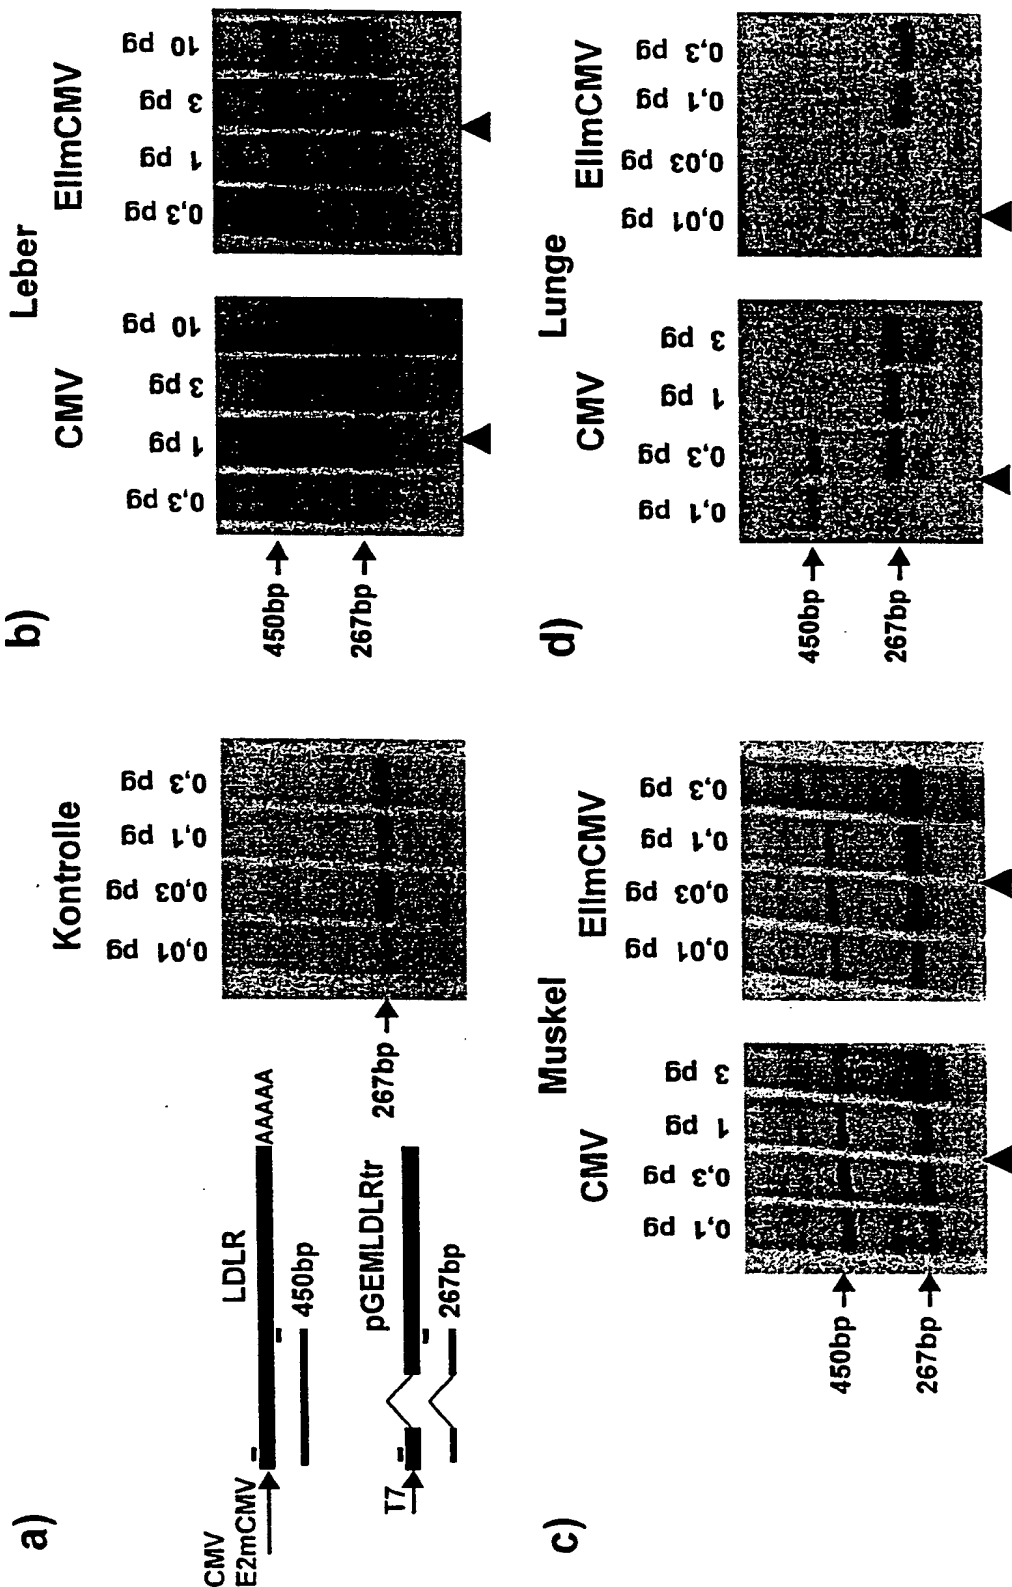 a)
CMV
E2mCMV
LDLR
AAAAA
450bp
T7
pGEMLDLRtr
267bp
Kontrolle
0,01 pg
0,03 pg
0,1 pg
0,3 pg
267bp
b)
Leber
CMV
EIImCMV
0,3 pg
1 pg
3 pg
10 pg
0,3 pg
1 pg
3 pg
10 pg
450bp
267bp
c)
Muskel
CMV
EIImCMV
0,1 pg
0,3 pg
1 pg
3 pg
0,01 pg
0,03 pg
0,1 pg
0,3 pg
450bp
267bp
d)
Lunge
CMV
EIImCMV
0,1 pg
0,3 pg
1 pg
3 pg
0,01 pg
0,03 pg
0,1 pg
0,3 pg
450bp
267bp